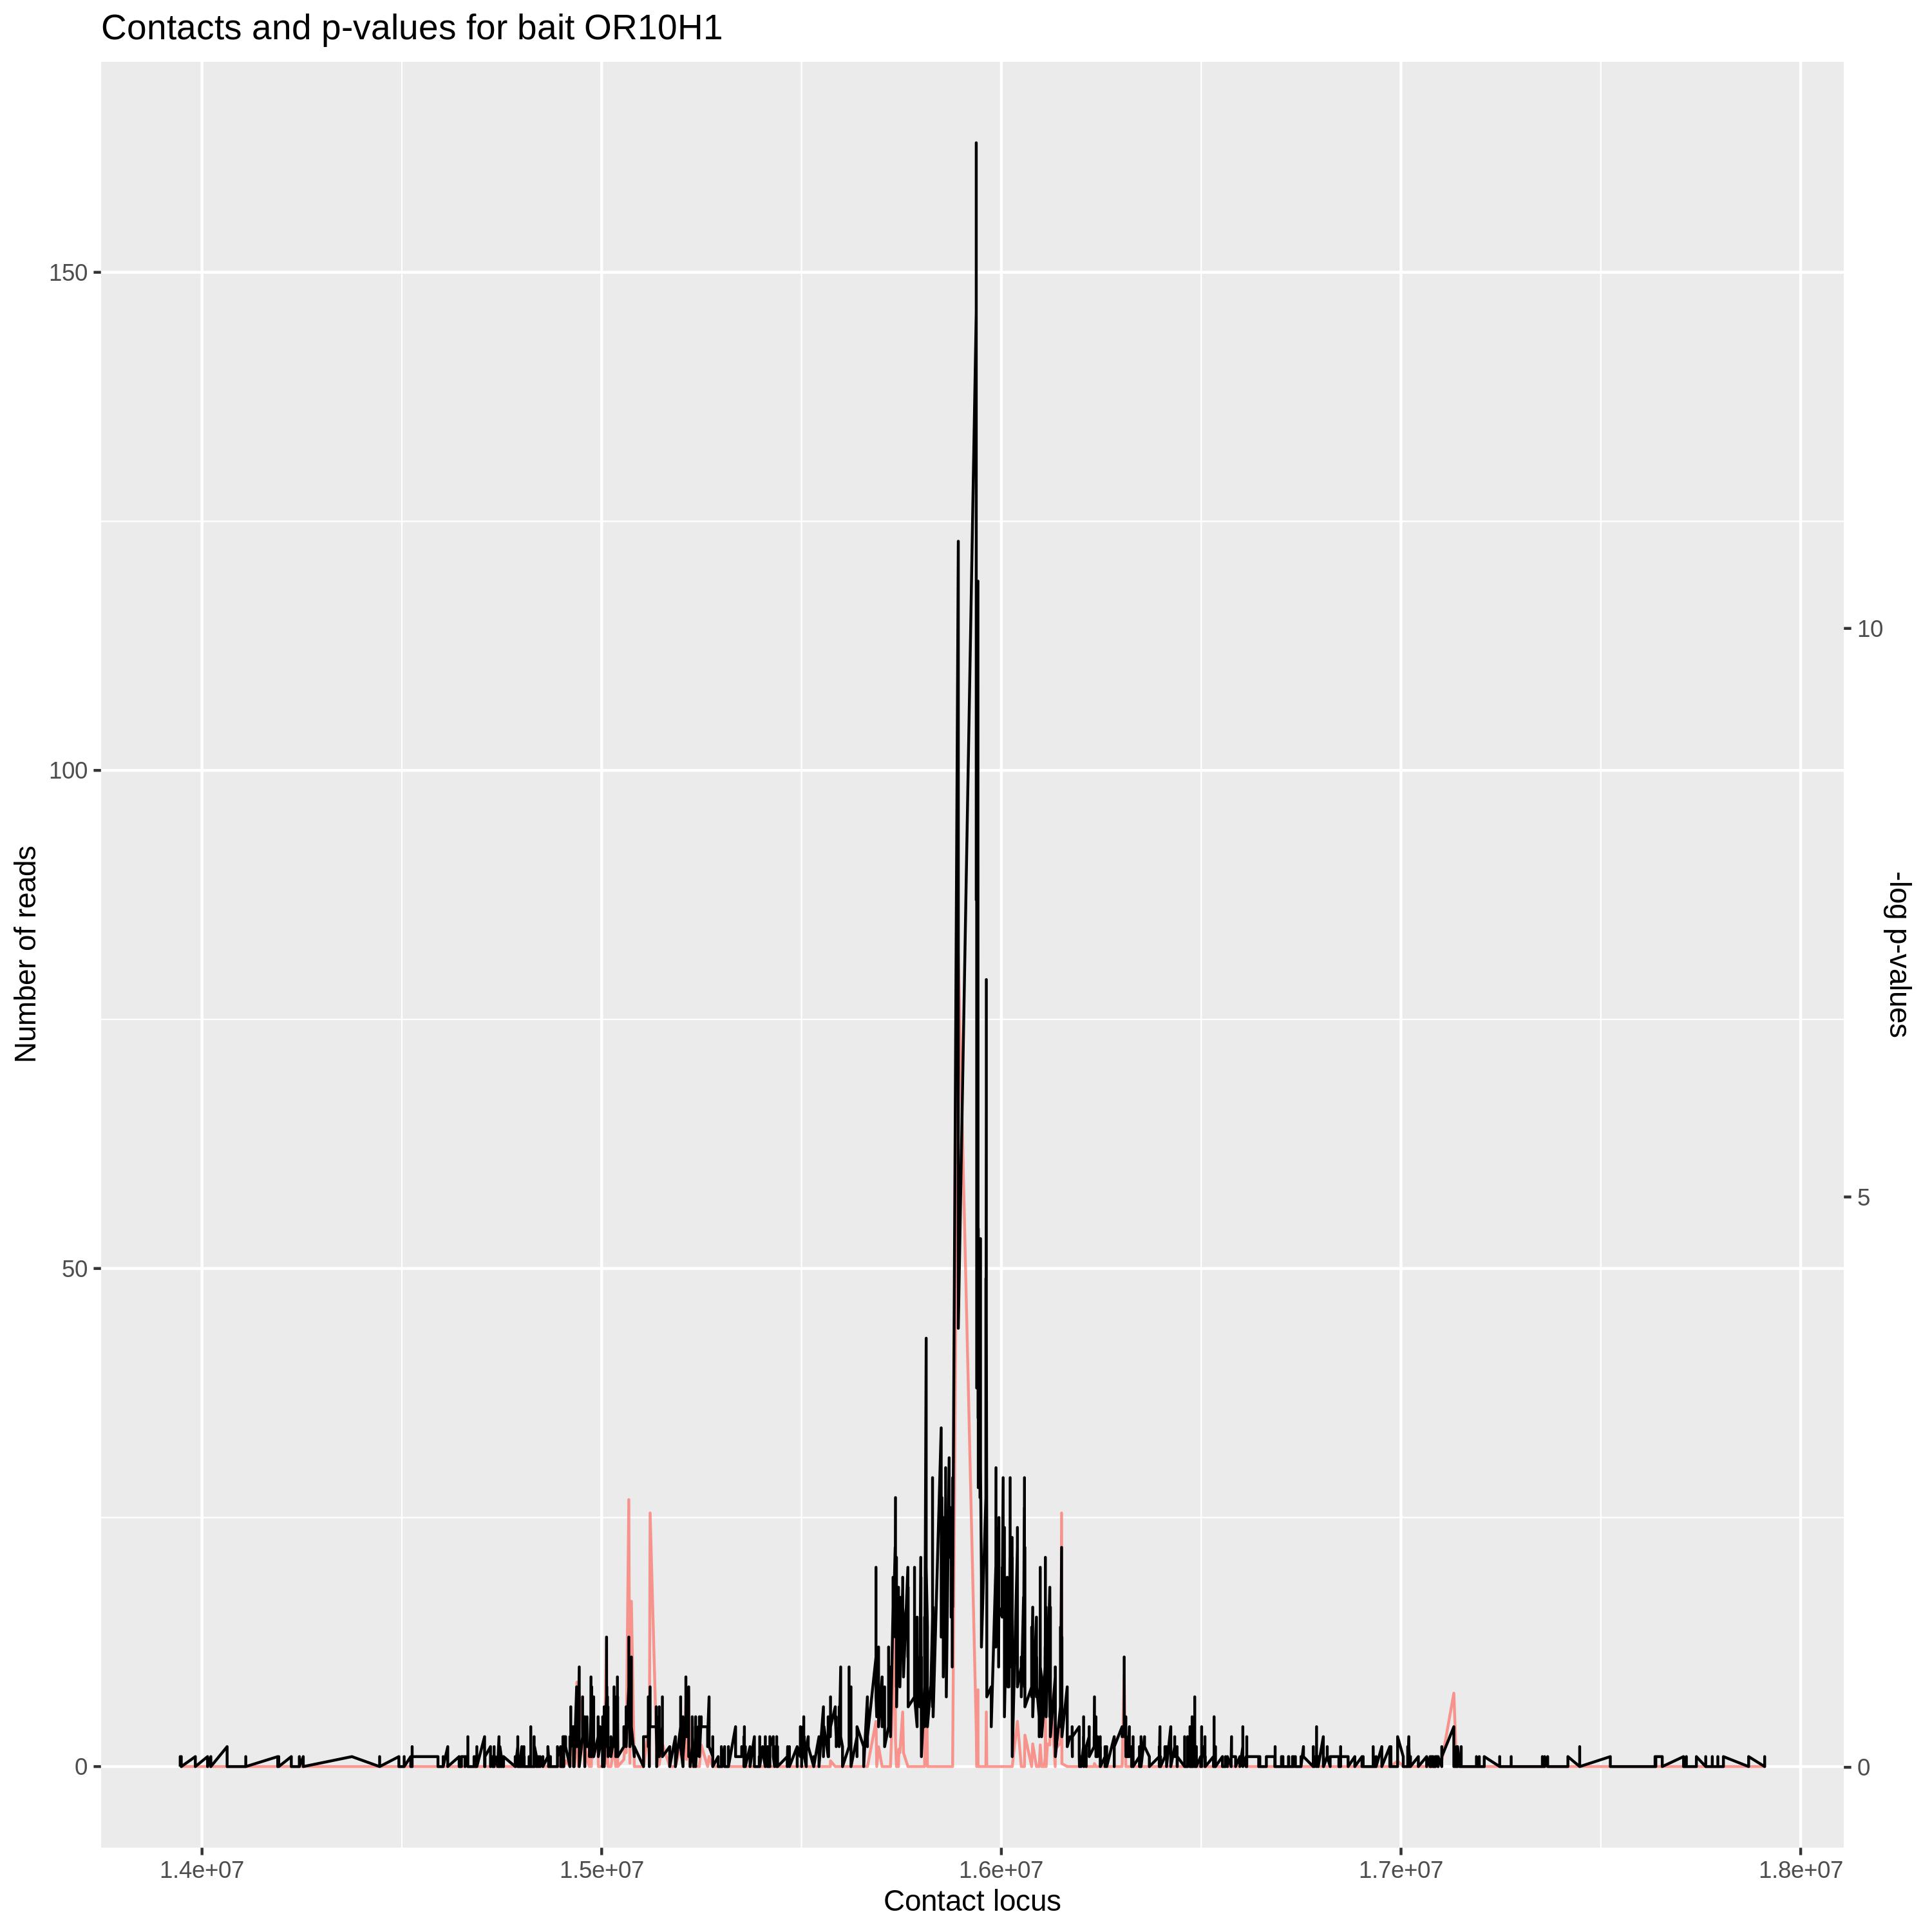 Contacts and p-values for bait OR10H1
150
100
50
0
Number of reads
10
5
0
-log p-values
1.4e+07 1.5e+07 1.6e+07 1.7e+07 1.8e+07
Contact locus